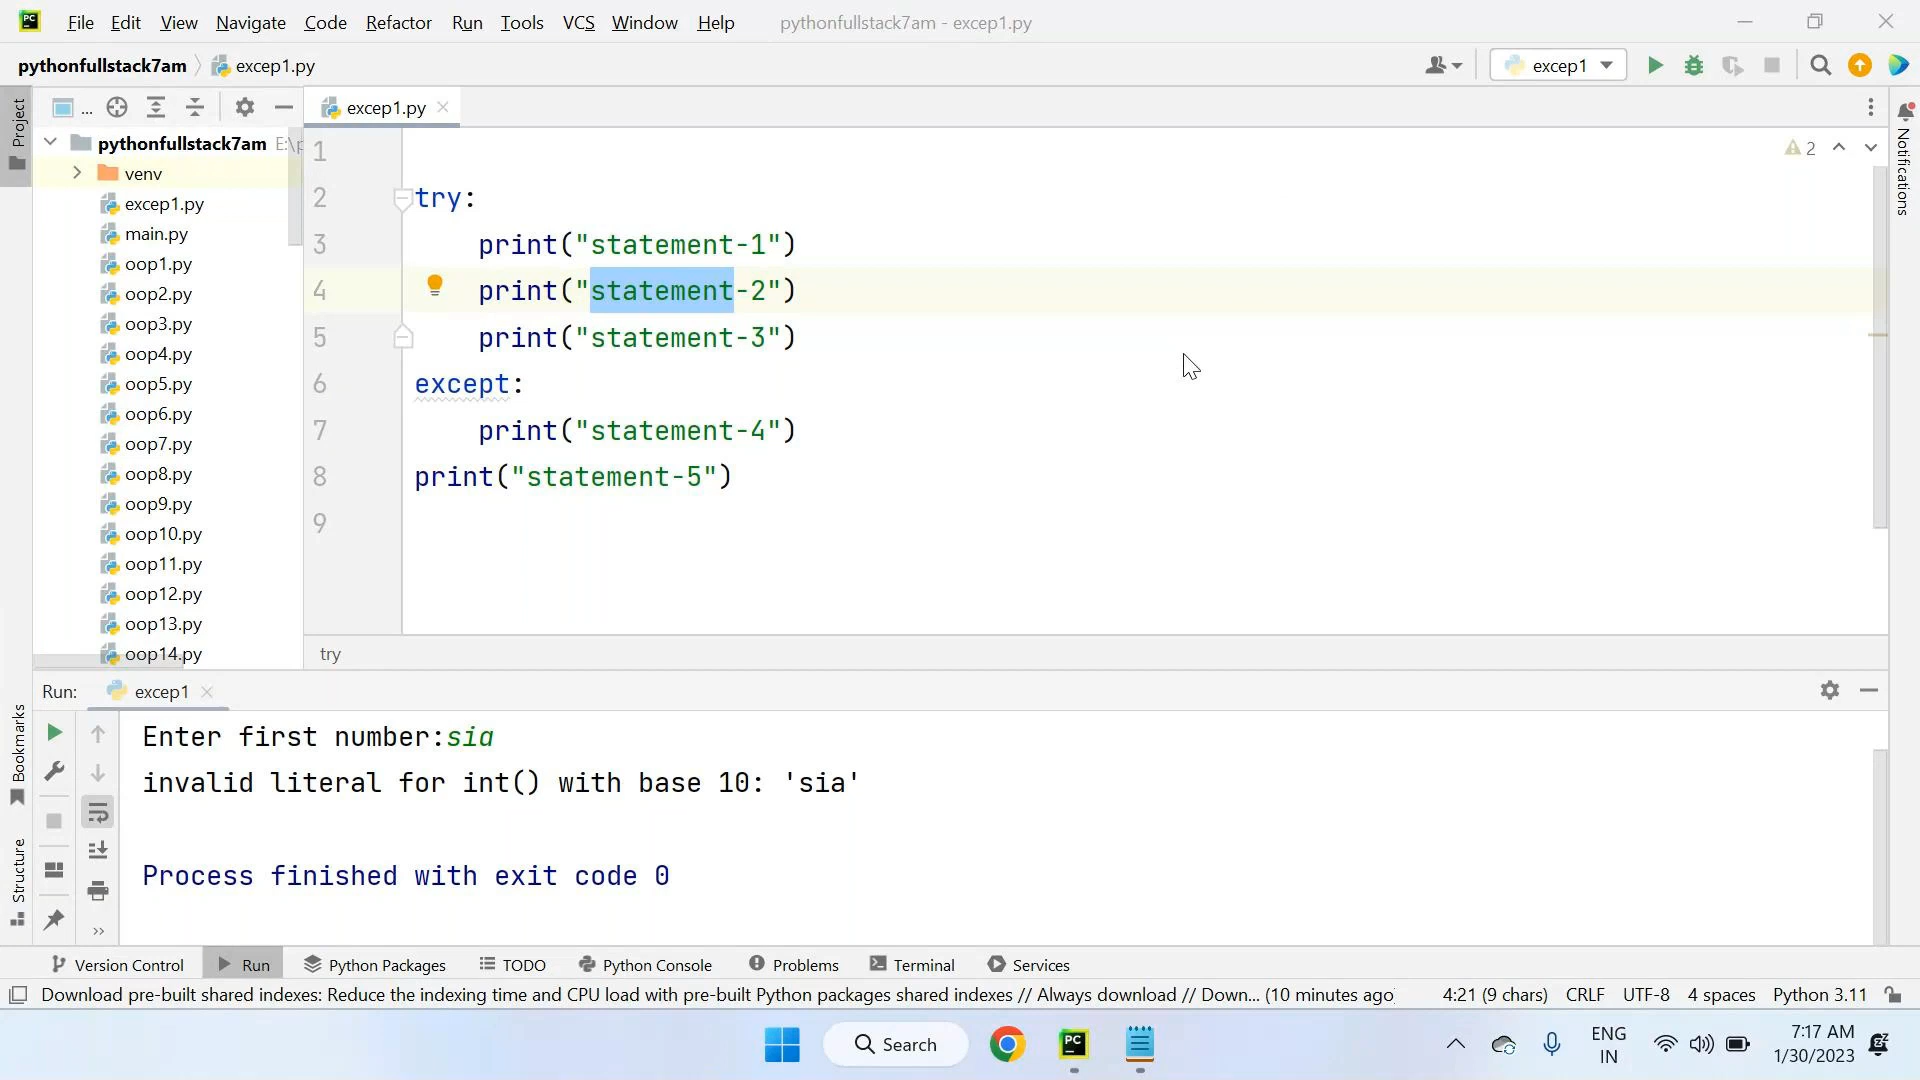 File Edit View Navigate Code Refactor Run Tools VCS Window Help pythonfullstack7am - excep1.py
pythonfullstack7am excep1.py
excep1
Project
...
excep1.py
pythonfullstack7am E:\p
venv
excep1.py
main.py
oop1.py
oop2.py
oop3.py
oop4.py
oop5.py
oop6.py
oop7.py
oop8.py
oop9.py
oop10.py
oop11.py
oop12.py
oop13.py
oop14.py
1
2 try:
3 print("statement-1")
4 print("statement-2")
5 print("statement-3")
6 except:
7 print("statement-4")
8 print("statement-5")
9
2
Notifications
try
Run: excep1
Bookmarks
Structure
Enter first number:sia
invalid literal for int() with base 10: 'sia'
Process finished with exit code 0
Version Control Run Python Packages TODO Python Console Problems Terminal Services
Download pre-built shared indexes: Reduce the indexing time and CPU load with pre-built Python packages shared indexes // Always download // Down... (10 minutes ago) 4:21 (9 chars) CRLF UTF-8 4 spaces Python 3.11
Search
PC
ENG
IN
7:17 AM
1/30/2023